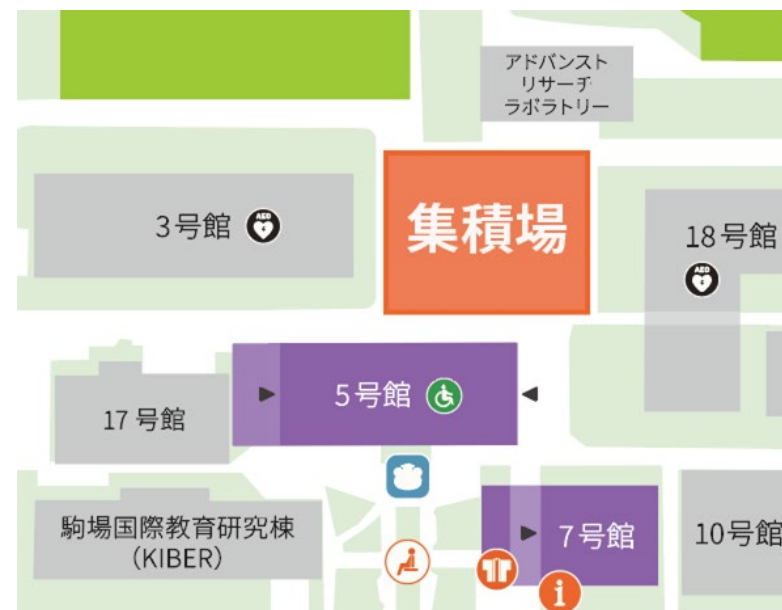 アドバンスト
リサーチ
ラボラトリー
3号館
AED
集積場
18号館
AED
5号館
17号館
駒場国際教育研究棟
（KIBER）
7号館
10号館
i